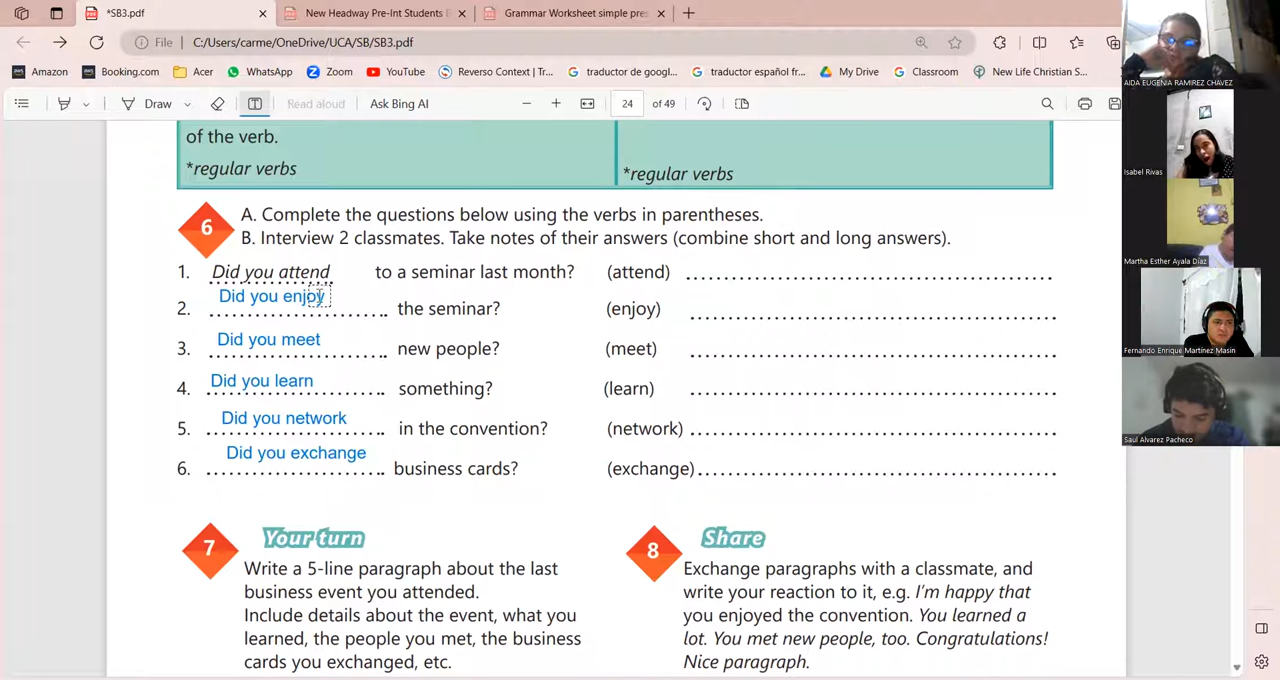 *SB3.pdf
New Headway Pre-Int Students E
Grammar Worksheet simple pres
File
C:/Users/carme/OneDrive/UCA/SB/SB3.pdf
Amazon
Booking.com
Acer
WhatsApp
Zoom
YouTube
Reverso Context | Tr...
traductor de googl...
traductor español fr...
My Drive
Classroom
New Life Christian S...
Draw
Read aloud
Ask Bing AI
24 of 49
AIDA EUGENIA RAMIREZ CHAVEZ
Isabel Rivas
Martha Esther Ayala Diaz
Fernando Enrique Martínez Masin
Saul Alvarez Pacheco
of the verb.
*regular verbs
*regular verbs
6
A. Complete the questions below using the verbs in parentheses.
B. Interview 2 classmates. Take notes of their answers (combine short and long answers).
1. Did you attend to a seminar last month? (attend)
2. Did you enjoy the seminar? (enjoy)
3. Did you meet new people? (meet)
4. Did you learn something? (learn)
5. Did you network in the convention? (network)
6. Did you exchange business cards? (exchange)
7 Your turn
Write a 5-line paragraph about the last
business event you attended.
Include details about the event, what you
learned, the people you met, the business
cards you exchanged, etc.
8 Share
Exchange paragraphs with a classmate, and
write your reaction to it, e.g. I'm happy that
you enjoyed the convention. You learned a
lot. You met new people, too. Congratulations!
Nice paragraph.